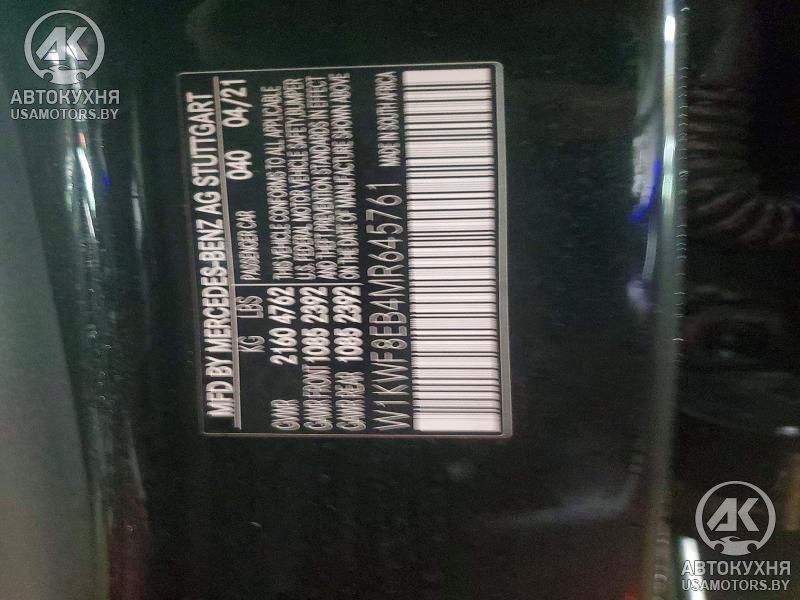 AK
АВТОКУХНЯ
USAMOTORS.BY
MFD BY MERCEDES-BENZ AG STUTTGART
KG LBS PASSENGER CAR 040 04/21
GVWR 2160 4762 THIS VEHICLE CONFORMS TO ALL APPLICABLE
GAWR FRONT 1085 2392 U.S. FEDERAL MOTOR VEHICLE SAFETY, BUMPER
AND THEFT PREVENTION STANDARDS IN EFFECT
GAWR REAR 1085 2392 ON THE DATE OF MANUFACTURE SHOWN ABOVE
W1KWF8EB4MR645761 MADE IN SOUTH AFRICA
AK
АВТОКУХНЯ
USAMOTORS.BY